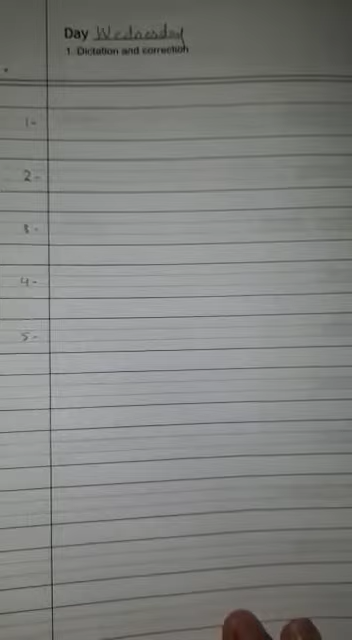 Day Wednesday
1. Dictation and correction
1-
2-
3-
4-
5-